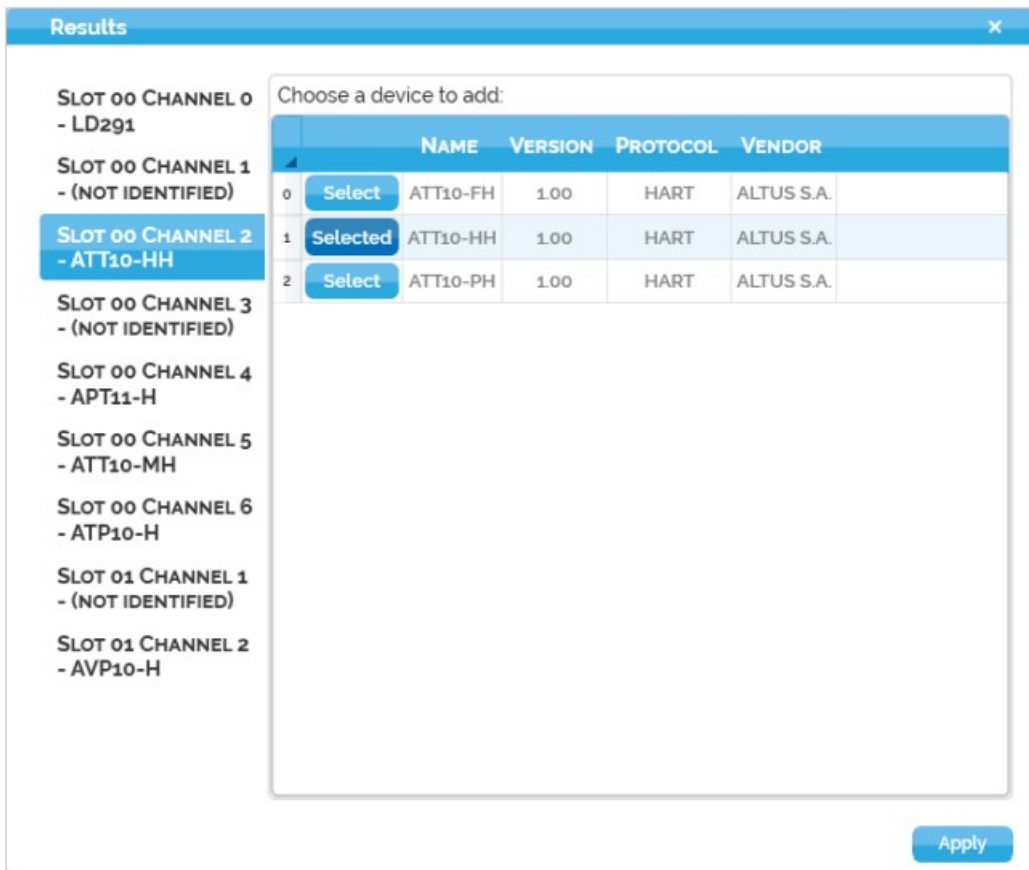 Results ×
SLOT 00 CHANNEL 0
- LD291
SLOT 00 CHANNEL 1
- (NOT IDENTIFIED)
SLOT 00 CHANNEL 2
- ATT10-HH
SLOT 00 CHANNEL 3
- (NOT IDENTIFIED)
SLOT 00 CHANNEL 4
- APT11-H
SLOT 00 CHANNEL 5
- ATT10-MH
SLOT 00 CHANNEL 6
- ATP10-H
SLOT 01 CHANNEL 1
- (NOT IDENTIFIED)
SLOT 01 CHANNEL 2
- AVP10-H
Choose a device to add:
NAME VERSION PROTOCOL VENDOR
0 Select ATT10-FH 1.00 HART ALTUS S.A.
1 Selected ATT10-HH 1.00 HART ALTUS S.A.
2 Select ATT10-PH 1.00 HART ALTUS S.A.
Apply